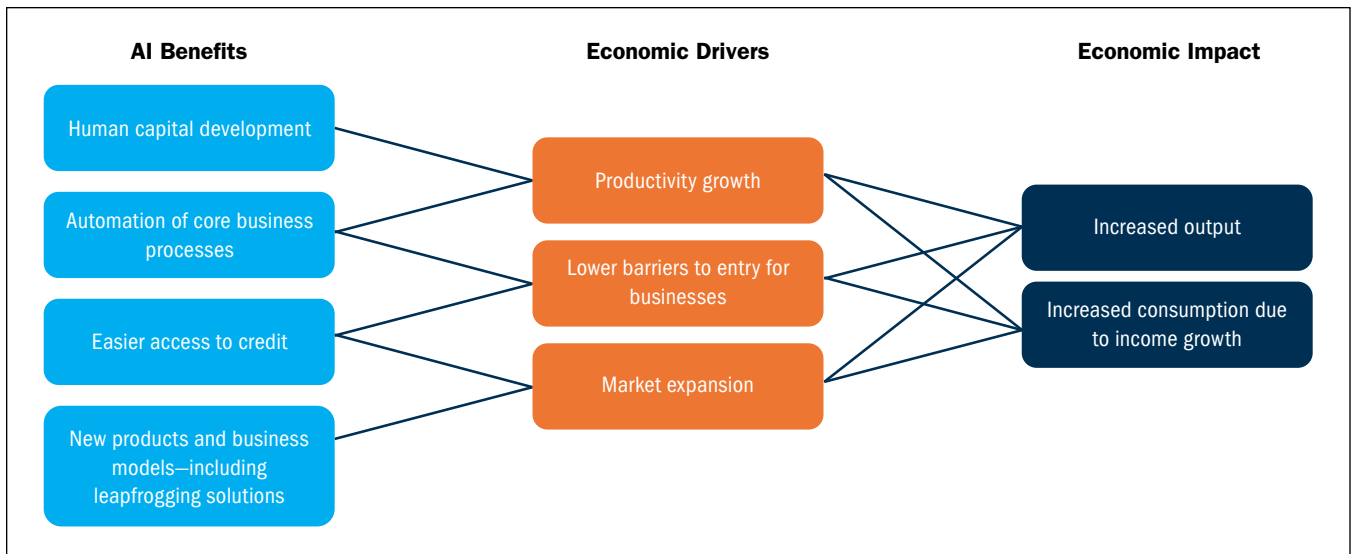 AI Benefits
Economic Drivers
Economic Impact
Human capital development
Automation of core business
processes
Easier access to credit
New products and business
models—including
leapfrogging solutions
Productivity growth
Lower barriers to entry for
businesses
Market expansion
Increased output
Increased consumption due
to income growth